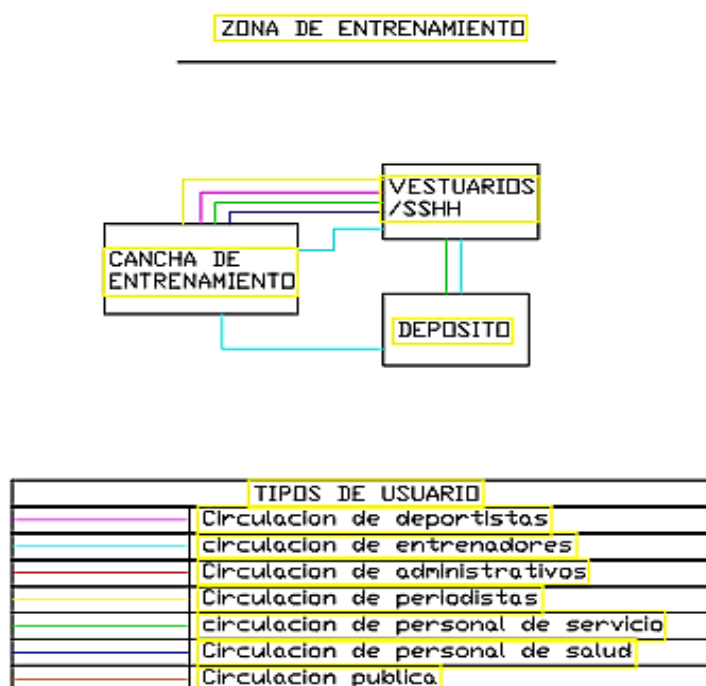 ZONA DE ENTRENAMIENTO
VESTUARIOS
/SSHH
CANCHA DE
ENTRENAMIENTO
DEPOSITO
TIPOS DE USUARIO
Circulacion de deportistas
circulacion de entrenadores
Circulacion de administrativos
Circulacion de periodistas
circulacion de personal de servicio
Circulacion de personal de salud
Circulacion publica